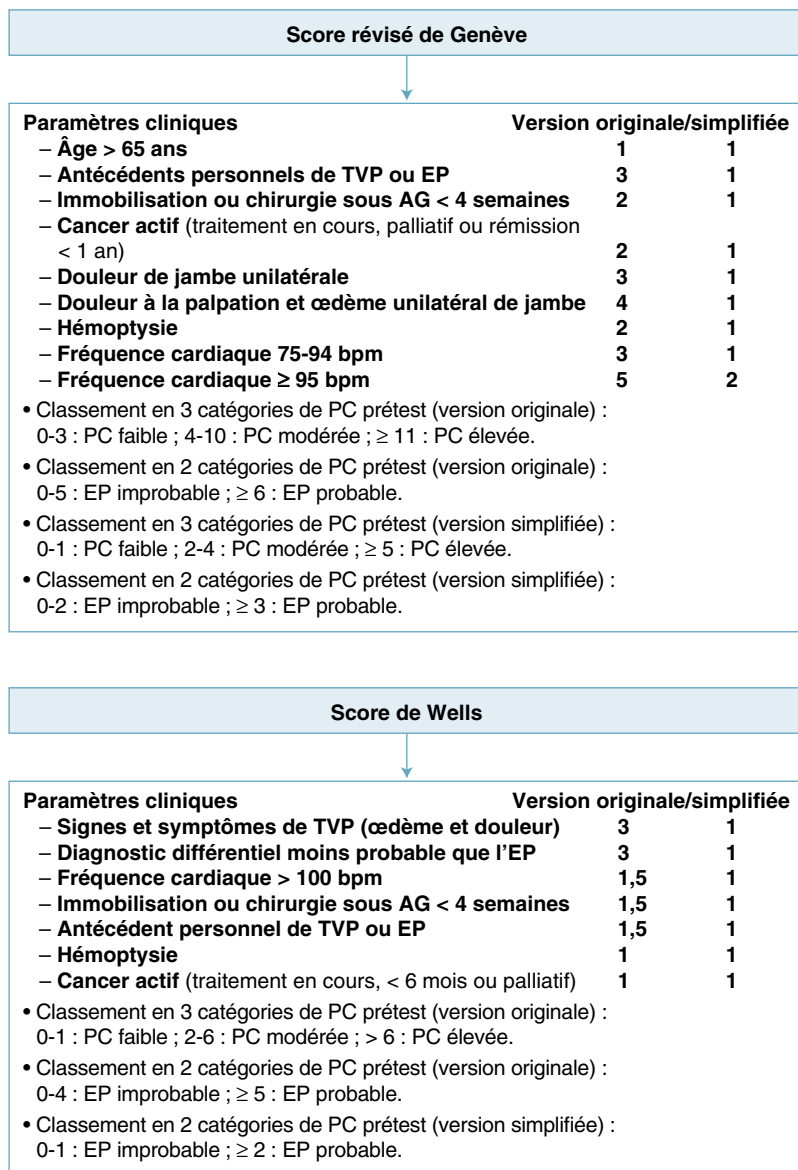 Score révisé de Genève
Paramètres cliniques Version originale/simplifiée
– Âge > 65 ans 1 1
– Antécédents personnels de TVP ou EP 3 1
– Immobilisation ou chirurgie sous AG < 4 semaines 2 1
– Cancer actif (traitement en cours, palliatif ou rémission
< 1 an) 2 1
– Douleur de jambe unilatérale 3 1
– Douleur à la palpation et œdème unilatéral de jambe 4 1
– Hémoptysie 2 1
– Fréquence cardiaque 75-94 bpm 3 1
– Fréquence cardiaque ≥ 95 bpm 5 2
• Classement en 3 catégories de PC prétest (version originale) :
0-3 : PC faible ; 4-10 : PC modérée ; ≥ 11 : PC élevée.
• Classement en 2 catégories de PC prétest (version originale) :
0-5 : EP improbable ; ≥ 6 : EP probable.
• Classement en 3 catégories de PC prétest (version simplifiée) :
0-1 : PC faible ; 2-4 : PC modérée ; ≥ 5 : PC élevée.
• Classement en 2 catégories de PC prétest (version simplifiée) :
0-2 : EP improbable ; ≥ 3 : EP probable.
Score de Wells
Paramètres cliniques Version originale/simplifiée
– Signes et symptômes de TVP (œdème et douleur) 3 1
– Diagnostic différentiel moins probable que l'EP 3 1
– Fréquence cardiaque > 100 bpm 1,5 1
– Immobilisation ou chirurgie sous AG < 4 semaines 1,5 1
– Antécédent personnel de TVP ou EP 1,5 1
– Hémoptysie 1 1
– Cancer actif (traitement en cours, < 6 mois ou palliatif) 1 1
• Classement en 3 catégories de PC prétest (version originale) :
0-1 : PC faible ; 2-6 : PC modérée ; > 6 : PC élevée.
• Classement en 2 catégories de PC prétest (version originale) :
0-4 : EP improbable ; ≥ 5 : EP probable.
• Classement en 2 catégories de PC prétest (version simplifiée) :
0-1 : EP improbable ; ≥ 2 : EP probable.